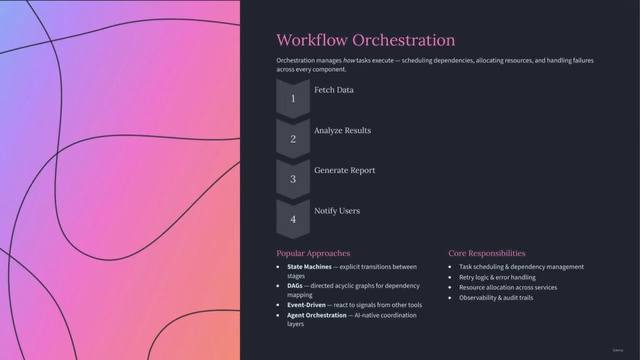 Workflow Orchestration
Orchestration manages how tasks execute — scheduling dependencies, allocating resources, and handling failures
across every component.
1
Fetch Data
2
Analyze Results
3
Generate Report
4
Notify Users
Popular Approaches
• State Machines — explicit transitions between
stages
• DAGs — directed acyclic graphs for dependency
mapping
• Event-Driven — react to signals from other tools
• Agent Orchestration — AI-native coordination
layers
Core Responsibilities
• Task scheduling & dependency management
• Retry logic & error handling
• Resource allocation across services
• Observability & audit trails